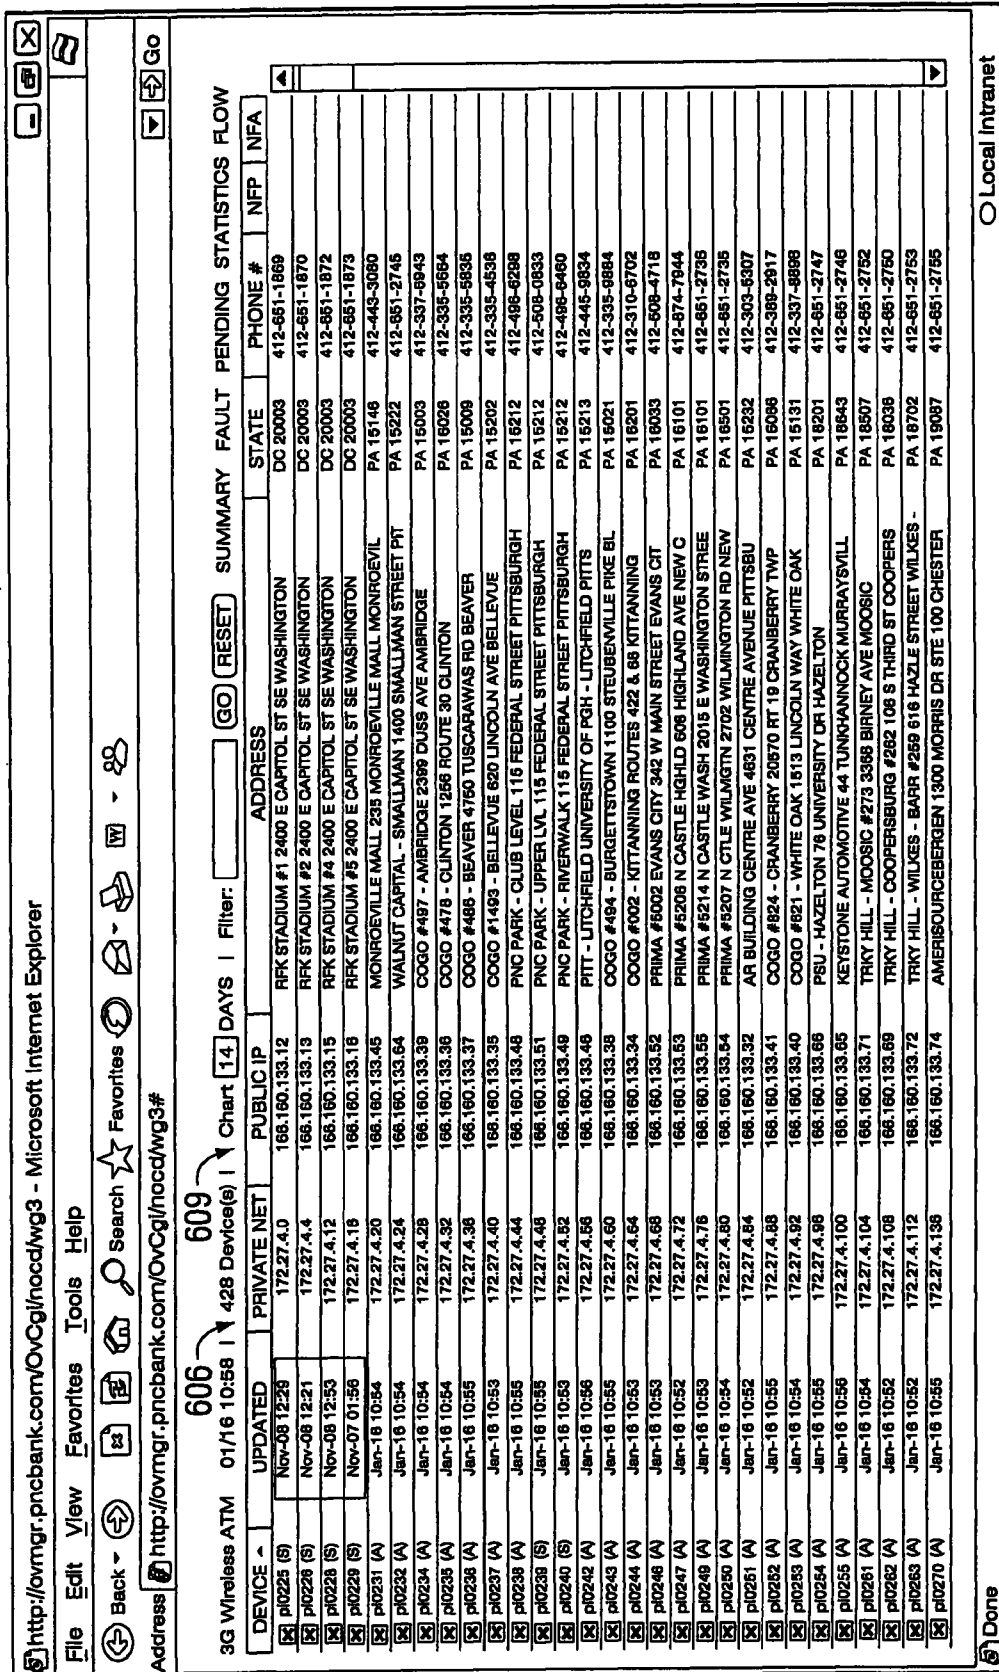 http://ovmgr.pncbank.com/OvCgi/nocd/wg3 - Microsoft Internet Explorer
File Edit View Favorites Tools Help
Back Search Favorites W
Address http://ovmgr.pncbank.com/OvCgi/nocd/wg3# Go
606 609
3G Wireless ATM 01/16 10:58 | 428 Device(s) | Chart 14 DAYS | Filter: GO RESET SUMMARY FAULT PENDING STATISTICS FLOW
DEVICE UPDATED PRIVATE NET PUBLIC IP ADDRESS STATE PHONE # NFP NFA
pl0225 (S) Nov-08 12:29 172.27.4.0 166.160.133.12 RFK STADIUM #1 2400 E CAPITOL ST SE WASHINGTON DC 20003 412-651-1869
pl0226 (S) Nov-08 12:21 172.27.4.4 166.160.133.13 RFK STADIUM #2 2400 E CAPITOL ST SE WASHINGTON DC 20003 412-651-1870
pl0228 (S) Nov-08 12:53 172.27.4.12 166.160.133.15 RFK STADIUM #4 2400 E CAPITOL ST SE WASHINGTON DC 20003 412-651-1872
pl0229 (S) Nov-07 01:56 172.27.4.16 166.160.133.16 RFK STADIUM #5 2400 E CAPITOL ST SE WASHINGTON DC 20003 412-651-1873
pl0231 (A) Jan-16 10:54 172.27.4.20 166.160.133.45 MONROEVILLE MALL 235 MONROEVILLE MALL MONROEVIL PA 15146 412-443-3080
pl0232 (A) Jan-16 10:54 172.27.4.24 166.160.133.64 WALNUT CAPITAL - SMALLMAN 1400 SMALLMAN STREET PIT PA 15222 412-651-2745
pl0234 (A) Jan-16 10:54 172.27.4.28 166.160.133.39 COGO #497 - AMBRIDGE 2399 DUSS AVE AMBRIDGE PA 15003 412-337-6943
pl0235 (A) Jan-16 10:54 172.27.4.32 166.160.133.36 COGO #478 - CLINTON 1256 ROUTE 30 CLINTON PA 15026 412-335-5664
pl0236 (A) Jan-16 10:55 172.27.4.36 166.160.133.37 COGO #486 - BEAVER 4750 TUSCARAWAS RD BEAVER PA 15009 412-335-5835
pl0237 (A) Jan-16 10:53 172.27.4.40 166.160.133.35 COGO #1493 - BELLEVUE 620 LINCOLN AVE BELLEVUE PA 15202 412-335-4536
pl0238 (A) Jan-16 10:55 172.27.4.44 166.160.133.48 PNC PARK - CLUB LEVEL 115 FEDERAL STREET PITTSBURGH PA 15212 412-496-6298
pl0239 (S) Jan-16 10:55 172.27.4.48 166.160.133.51 PNC PARK - UPPER LVL 115 FEDERAL STREET PITTSBURGH PA 15212 412-508-0833
pl0240 (S) Jan-16 10:53 172.27.4.52 166.160.133.49 PNC PARK - RIVERWALK 115 FEDERAL STREET PITTSBURGH PA 15212 412-496-6460
pl0242 (A) Jan-16 10:56 172.27.4.56 166.160.133.46 PITT - LITCHFIELD UNIVERSITY OF PGH - LITCHFIELD PITTS PA 15213 412-445-9834
pl0243 (A) Jan-16 10:54 172.27.4.60 166.160.133.38 COGO #494 - BURGETTSTOWN 1100 STEUBENVILLE PIKE BL PA 15021 412-335-9884
pl0244 (A) Jan-16 10:53 172.27.4.64 166.160.133.34 COGO #002 - KITTANNING ROUTES 422 & 66 KITTANNING PA 16201 412-310-6702
pl0246 (A) Jan-16 10:53 172.27.4.68 166.160.133.52 PRIMA #5002 EVANS CITY 342 W MAIN STREET EVANS CIT PA 16033 412-508-4718
pl0247 (A) Jan-16 10:52 172.27.4.72 166.160.133.53 PRIMA #5206 N CASTLE HGHLD 606 HIGHLAND AVE NEW C PA 16101 412-874-7944
pl0249 (A) Jan-16 10:53 172.27.4.76 166.160.133.55 PRIMA #5214 N CASTLE WASH 2015 E WASHINGTON STREE PA 16101 412-651-2736
pl0250 (A) Jan-16 10:54 172.27.4.80 166.160.133.54 PRIMA #5207 N CTLE WILMGTN 2702 WILMINGTON RD NEW PA 16501 412-651-2735
pl0251 (A) Jan-16 10:52 172.27.4.84 166.160.133.32 AR BUILDING CENTRE AVE 4631 CENTRE AVENUE PITTSBU PA 15232 412-303-5307
pl0252 (A) Jan-16 10:55 172.27.4.88 166.160.133.41 COGO #824 - CRANBERRY 20570 RT 19 CRANBERRY TWP PA 16066 412-389-2917
pl0253 (A) Jan-16 10:54 172.27.4.92 166.160.133.40 COGO #821 - WHITE OAK 1513 LINCOLN WAY WHITE OAK PA 15131 412-337-8898
pl0254 (A) Jan-16 10:55 172.27.4.96 166.160.133.66 PSU - HAZELTON 76 UNIVERSITY DR HAZELTON PA 18201 412-651-2747
pl0255 (A) Jan-16 10:56 172.27.4.100 166.160.133.65 KEYSTONE AUTOMOTIVE 44 TUNKHANNOCK MURRAYSVILL PA 18643 412-651-2746
pl0261 (A) Jan-16 10:54 172.27.4.104 166.160.133.71 TRKY HILL - MOOSIC #273 3368 BIRNEY AVE MOOSIC PA 18507 412-651-2752
pl0262 (A) Jan-16 10:52 172.27.4.108 166.160.133.69 TRKY HILL - COOPERSBURG #262 106 S THIRD ST COOPERS PA 18036 412-651-2750
pl0263 (A) Jan-16 10:52 172.27.4.112 166.160.133.72 TRKY HILL - WILKES - BARR #259 616 HAZLE STREET WILKES - PA 18702 412-651-2753
pl0270 (A) Jan-16 10:55 172.27.4.136 166.160.133.74 AMERISOURCEBERGEN 1300 MORRIS DR STE 100 CHESTER PA 19087 412-651-2755
Done Local Intranet